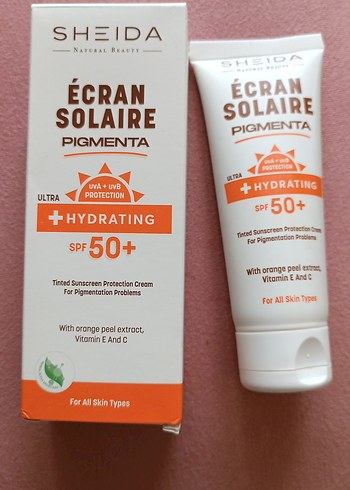 SHEIDA
NATURAL BEAUTY
ÉCRAN
SOLAIRE
PIGMENTA
uvA + uvB
PROTECTION
ULTRA
+HYDRATING
SPF 50+
Tinted Sunscreen Protection Cream
For Pigmentation Problems
With orange peel extract,
Vitamin E And C
For All Skin Types
SHEIDA
NATURAL BEAUTY
ÉCRAN
SOLAIRE
PIGMENTA
uvA + uvB
PROTECTION
ULTRA
+HYDRATING
SPF 50+
Tinted Sunscreen Protection Cream
For Pigmentation Problems
With orange peel extract,
Vitamin E And C
For All Skin Types